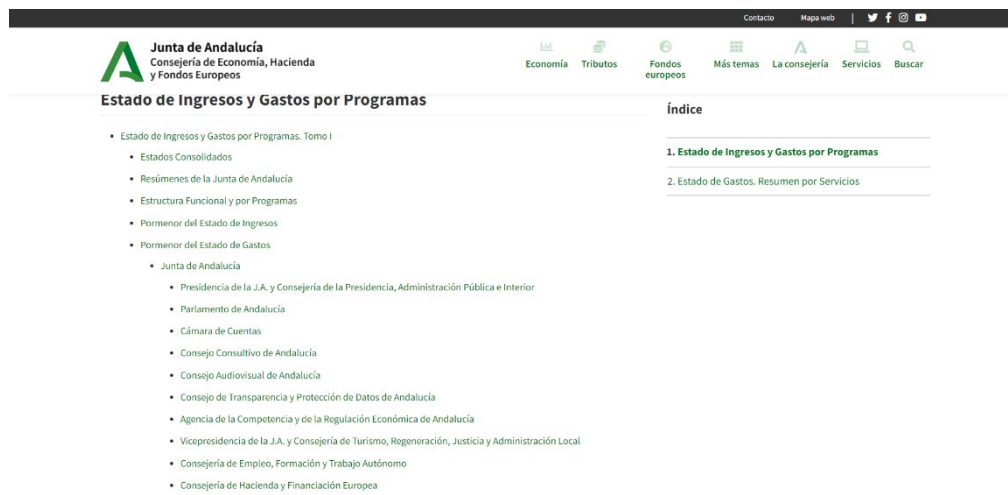 Contacto Mapa web |
Junta de Andalucía
Consejería de Economía, Hacienda
y Fondos Europeos
Economía Tributos Fondos europeos Más temas La consejería Servicios Buscar
Estado de Ingresos y Gastos por Programas
Estado de Ingresos y Gastos por Programas. Tomo I
Estados Consolidados
Resúmenes de la Junta de Andalucía
Estructura Funcional y por Programas
Pormenor del Estado de Ingresos
Pormenor del Estado de Gastos
Junta de Andalucía
Presidencia de la J.A. y Consejería de la Presidencia, Administración Pública e Interior
Parlamento de Andalucía
Cámara de Cuentas
Consejo Consultivo de Andalucía
Consejo Audiovisual de Andalucía
Consejo de Transparencia y Protección de Datos de Andalucía
Agencia de la Competencia y de la Regulación Económica de Andalucía
Vicepresidencia de la J.A. y Consejería de Turismo, Regeneración, Justicia y Administración Local
Consejería de Empleo, Formación y Trabajo Autónomo
Consejería de Hacienda y Financiación Europea
Índice
1. Estado de Ingresos y Gastos por Programas
2. Estado de Gastos. Resumen por Servicios